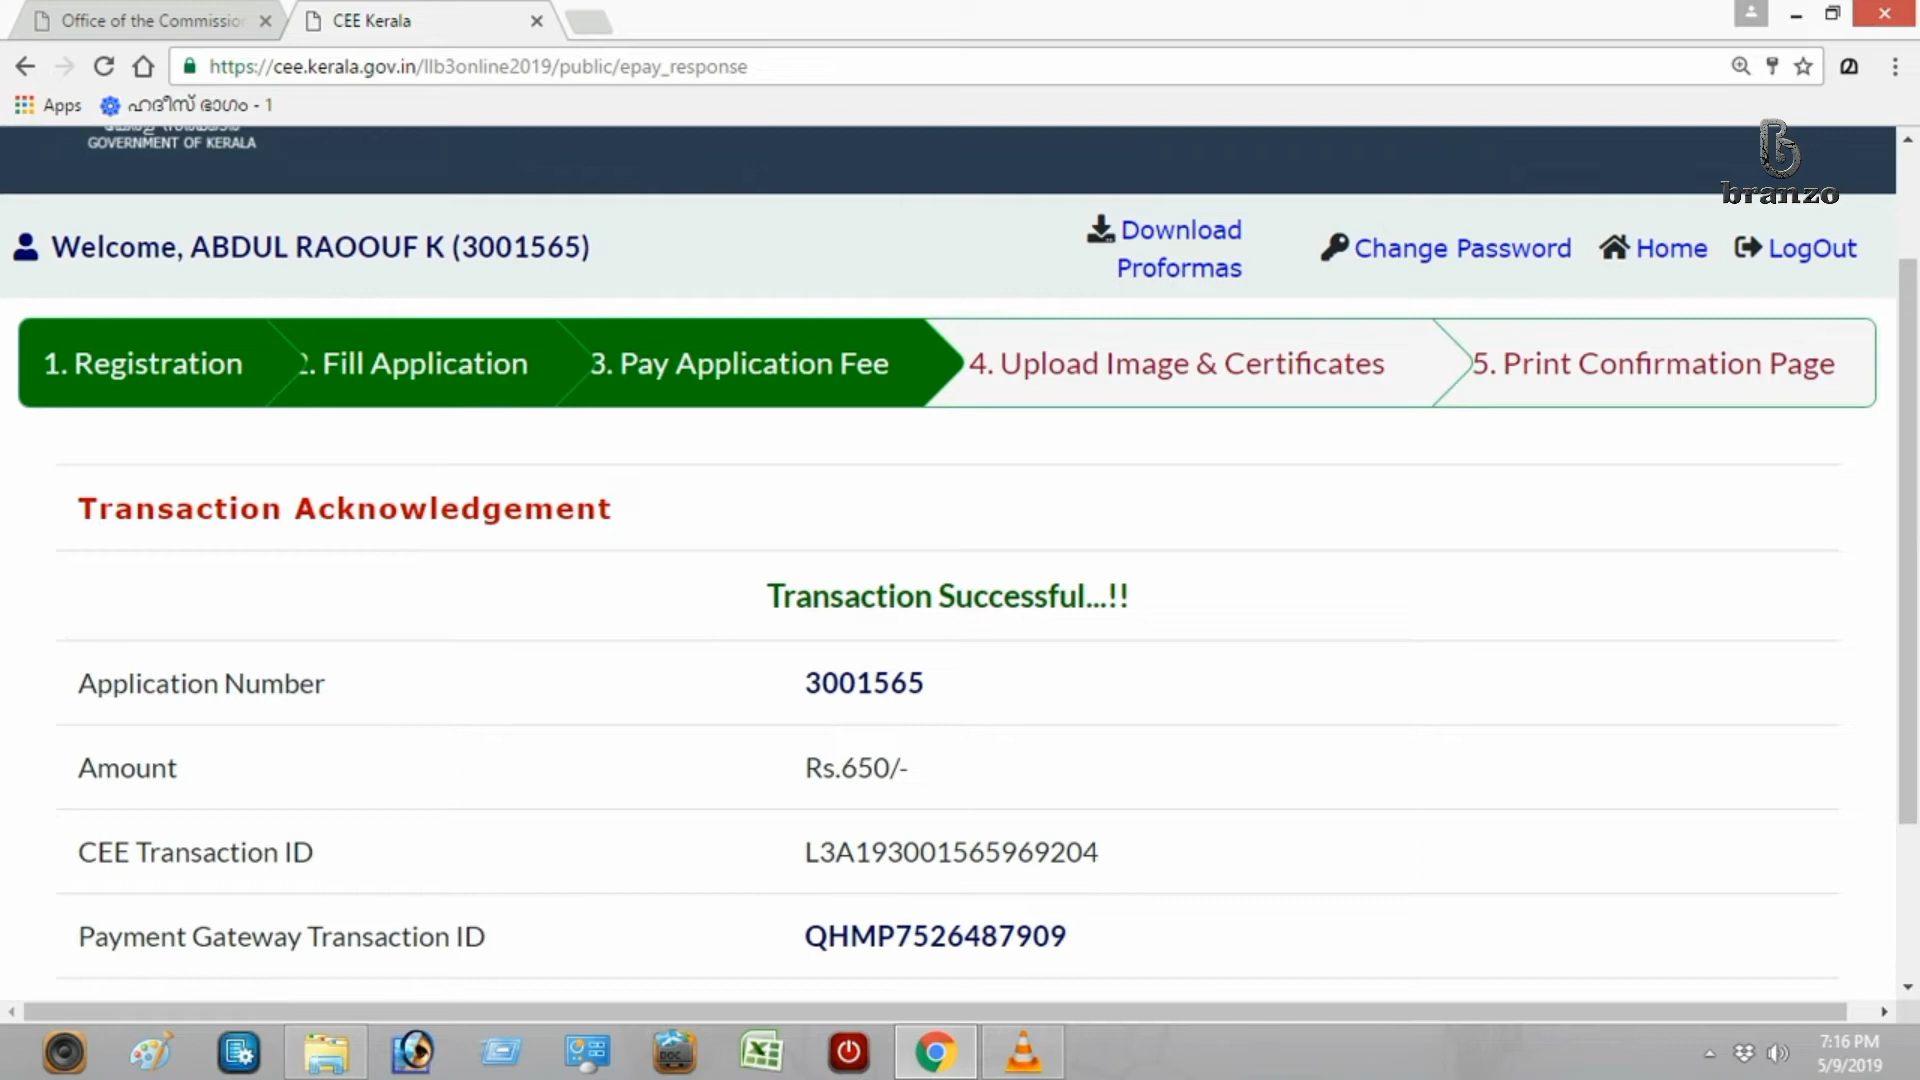 Office of the Commission
CEE Kerala
https://cee.kerala.gov.in/llb3online2019/public/epay_response
Apps
ഹദീസ് ഭാഗം - 1
GOVERNMENT OF KERALA
branzo
Welcome, ABDUL RAOOUF K (3001565)
Download
Proformas
Change Password
Home
LogOut
1. Registration
2. Fill Application
3. Pay Application Fee
4. Upload Image & Certificates
5. Print Confirmation Page
Transaction Acknowledgement
Transaction Successful...!!
Application Number
3001565
Amount
Rs.650/-
CEE Transaction ID
L3A193001565969204
Payment Gateway Transaction ID
QHMP7526487909
DOC
7:16 PM
5/9/2019